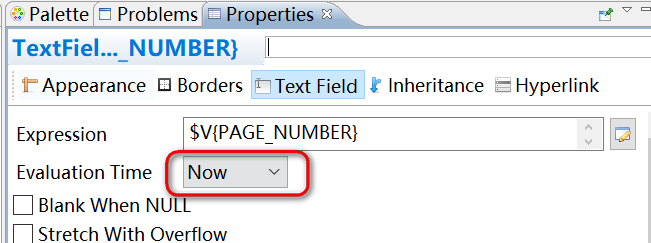 Palette Problems Properties
TextFiel..._NUMBER}
Appearance Borders Text Field Inheritance Hyperlink
Expression $V{PAGE_NUMBER}
Evaluation Time Now
Blank When NULL
Stretch With Overflow